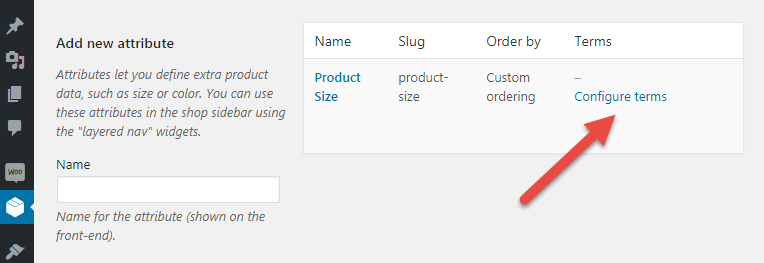 Add new attribute
Attributes let you define extra product
data, such as size or color. You can use
these attributes in the shop sidebar using
the "layered nav" widgets.
Name
Name for the attribute (shown on the
front-end).
Name Slug Order by Terms
Product product- Custom –
Size size ordering Configure terms
WOO